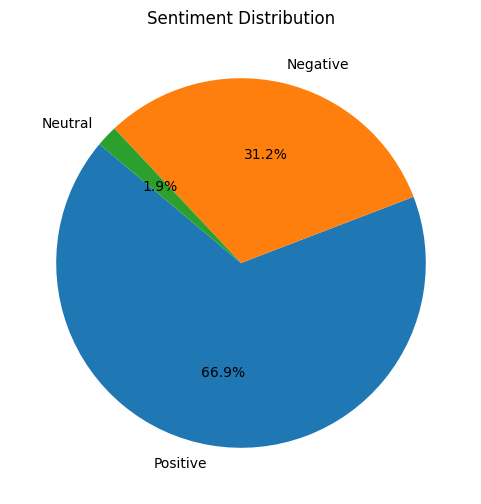 Sentiment Distribution
Negative
Neutral
31.2%
1.9%
66.9%
Positive